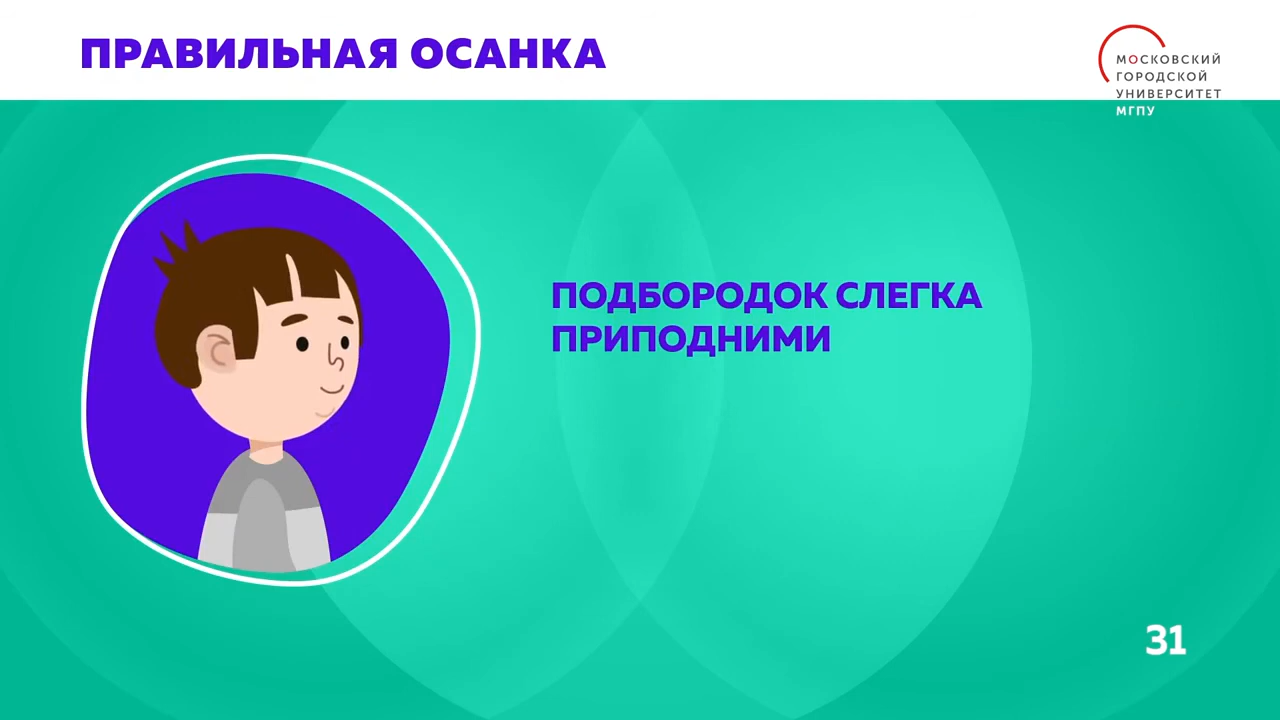 ПРАВИЛЬНАЯ ОСАНКА
МОСКОВСКИЙ
ГОРОДСКОЙ
УНИВЕРСИТЕТ
МГПУ
ПОДБОРОДОК СЛЕГКА
ПРИПОДНИМИ
31